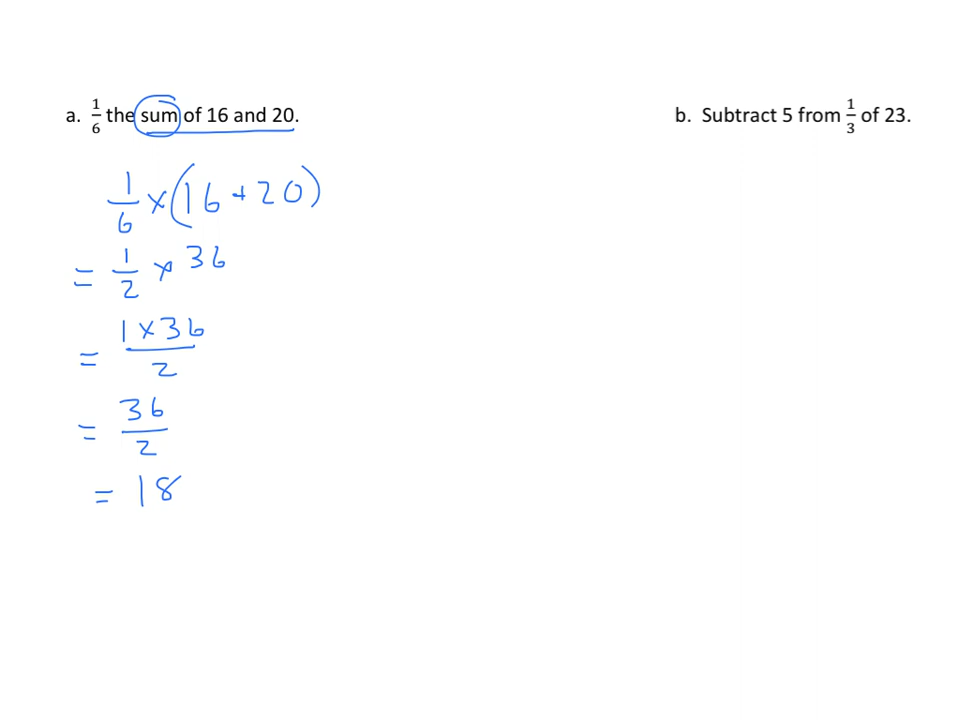 a. 1/6 the sum of 16 and 20.
b. Subtract 5 from 1/3 of 23.
1/6 × (16 + 20)
= 1/2 × 36
= 1 × 36/2
= 36/2
= 18